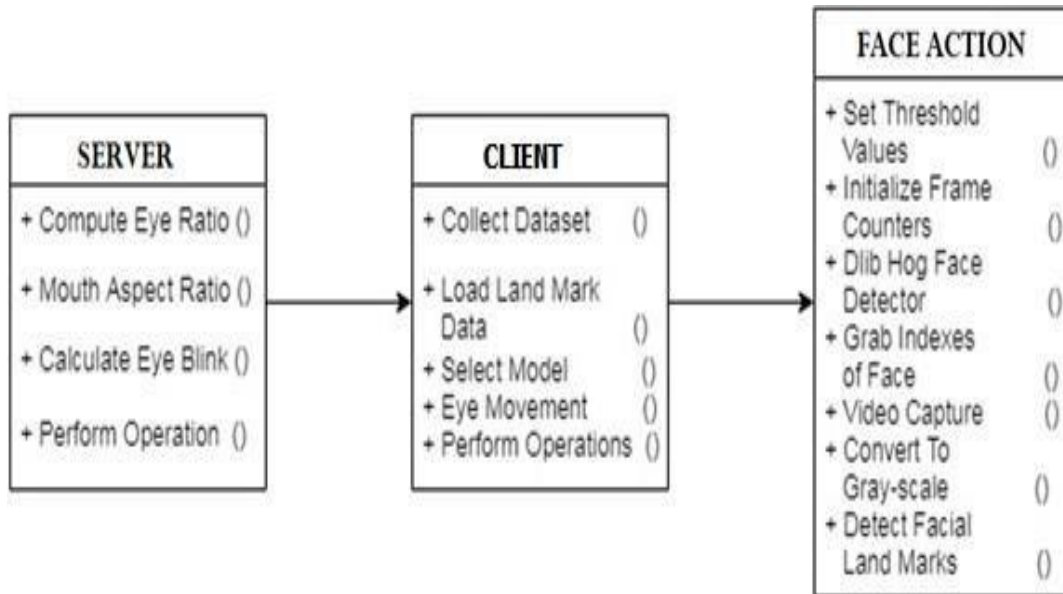 SERVER
+ Compute Eye Ratio ()
+ Mouth Aspect Ratio ()
+ Calculate Eye Blink ()
+ Perform Operation ()
CLIENT
+ Collect Dataset ()
+ Load Land Mark
Data ()
+ Select Model ()
+ Eye Movement ()
+ Perform Operations ()
FACE ACTION
+ Set Threshold
Values ()
+ Initialize Frame
Counters ()
+ Dlib Hog Face
Detector ()
+ Grab Indexes
of Face ()
+ Video Capture ()
+ Convert To
Gray-scale ()
+ Detect Facial
Land Marks ()